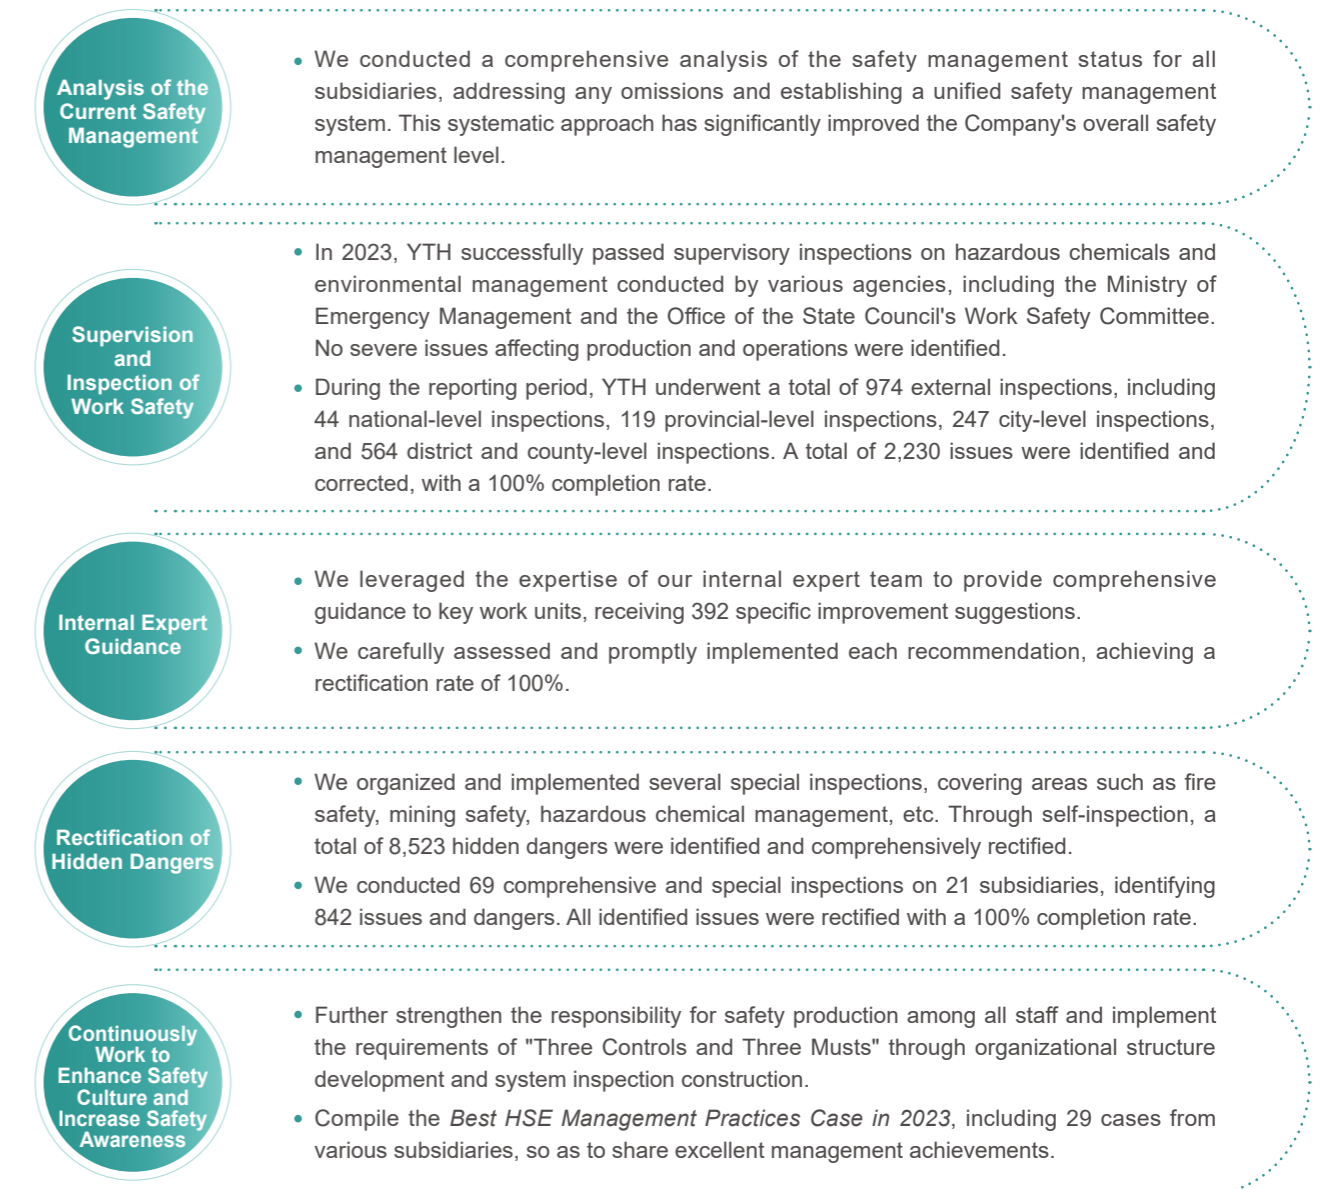 Analysis of the
Current Safety
Management
• We conducted a comprehensive analysis of the safety management status for all
subsidiaries, addressing any omissions and establishing a unified safety management
system. This systematic approach has significantly improved the Company's overall safety
management level.
Supervision
and
Inspection of
Work Safety
• In 2023, YTH successfully passed supervisory inspections on hazardous chemicals and
environmental management conducted by various agencies, including the Ministry of
Emergency Management and the Office of the State Council's Work Safety Committee.
No severe issues affecting production and operations were identified.
• During the reporting period, YTH underwent a total of 974 external inspections, including
44 national-level inspections, 119 provincial-level inspections, 247 city-level inspections,
and 564 district and county-level inspections. A total of 2,230 issues were identified and
corrected, with a 100% completion rate.
Internal Expert
Guidance
• We leveraged the expertise of our internal expert team to provide comprehensive
guidance to key work units, receiving 392 specific improvement suggestions.
• We carefully assessed and promptly implemented each recommendation, achieving a
rectification rate of 100%.
Rectification of
Hidden Dangers
• We organized and implemented several special inspections, covering areas such as fire
safety, mining safety, hazardous chemical management, etc. Through self-inspection, a
total of 8,523 hidden dangers were identified and comprehensively rectified.
• We conducted 69 comprehensive and special inspections on 21 subsidiaries, identifying
842 issues and dangers. All identified issues were rectified with a 100% completion rate.
Continuously
Work to
Enhance Safety
Culture and
Increase Safety
Awareness
• Further strengthen the responsibility for safety production among all staff and implement
the requirements of "Three Controls and Three Musts" through organizational structure
development and system inspection construction.
• Compile the Best HSE Management Practices Case in 2023, including 29 cases from
various subsidiaries, so as to share excellent management achievements.